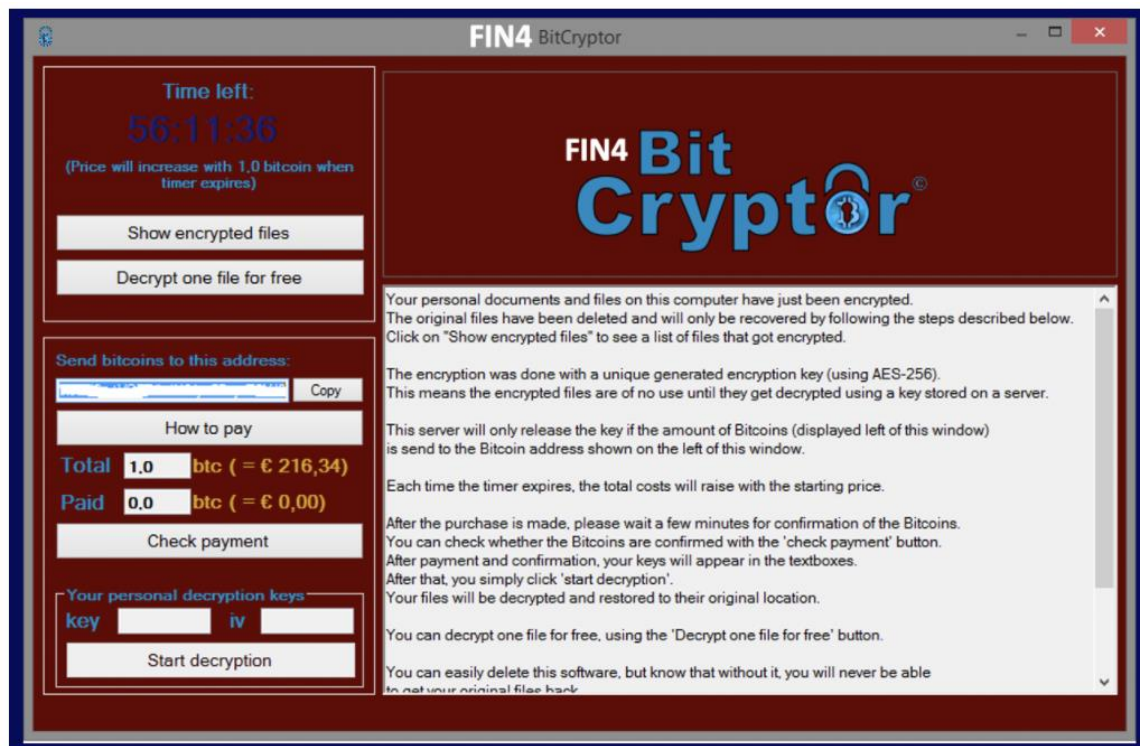 FIN4 BitCryptor
Time left:
56:11:36
(Price will increase with 1.0 bitcoin when
timer expires)
Show encrypted files
Decrypt one file for free
Send bitcoins to this address:
Copy
How to pay
Total 1.0 btc ( = € 216,34)
Paid 0.0 btc ( = € 0,00)
Check payment
Your personal decryption keys
key iv
Start decryption
FIN4 Bit
Cryptor©
Your personal documents and files on this computer have just been encrypted.
The original files have been deleted and will only be recovered by following the steps described below.
Click on "Show encrypted files" to see a list of files that got encrypted.
The encryption was done with a unique generated encryption key (using AES-256).
This means the encrypted files are of no use until they get decrypted using a key stored on a server.
This server will only release the key if the amount of Bitcoins (displayed left of this window)
is send to the Bitcoin address shown on the left of this window.
Each time the timer expires, the total costs will raise with the starting price.
After the purchase is made, please wait a few minutes for confirmation of the Bitcoins.
You can check whether the Bitcoins are confirmed with the 'check payment' button.
After payment and confirmation, your keys will appear in the textboxes.
After that, you simply click 'start decryption'.
Your files will be decrypted and restored to their original location.
You can decrypt one file for free, using the 'Decrypt one file for free' button.
You can easily delete this software, but know that without it, you will never be able
to get your original files back